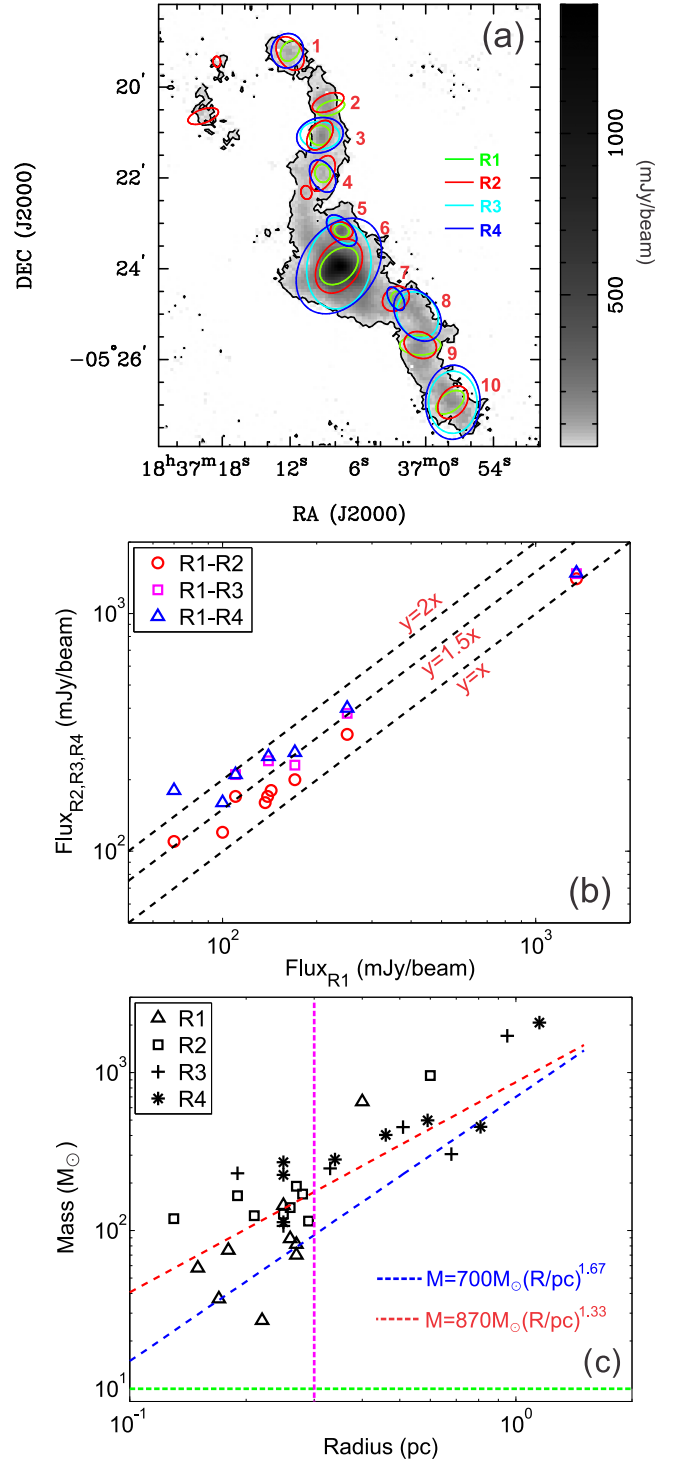 (a)
1
2
3
4
5
6
7
8
9
10
R1
R2
R3
R4
20'
22'
24'
−05°26'
DEC (J2000)
18ʰ37ᵐ18ˢ 12ˢ 6ˢ 37ᵐ0ˢ 54ˢ
RA (J2000)
500
1000
(mJy/beam)
R1-R2
R1-R3
R1-R4
y=2x
y=1.5x
y=x
10³
10²
Flux_R2,R3,R4 (mJy/beam)
(b)
10² 10³
Flux_R1 (mJy/beam)
R1
R2
R3
R4
10³
10²
10¹
Mass (M☉)
M=700M☉(R/pc)^1.67
M=870M☉(R/pc)^1.33
(c)
10⁻¹ 10⁰
Radius (pc)